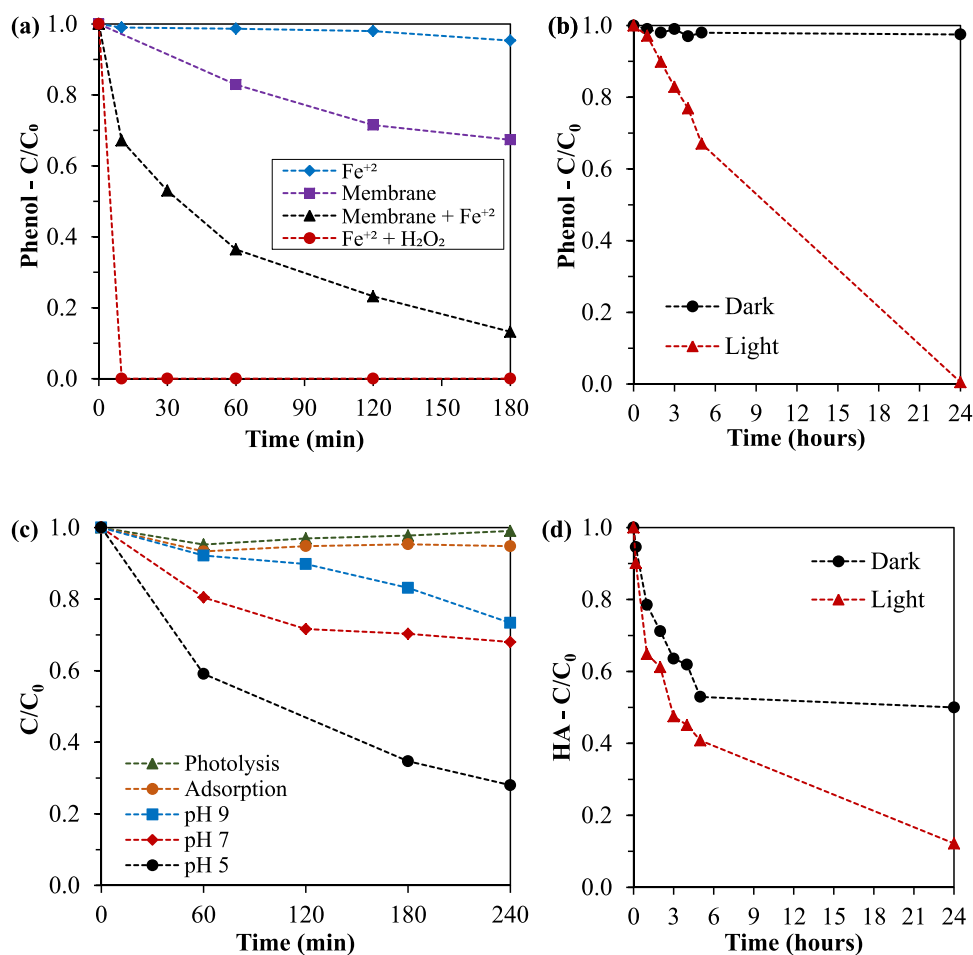 (a)
Phenol - C/C₀
1.0
0.8
0.6
0.4
0.2
0.0
Fe⁺²
Membrane
Membrane + Fe⁺²
Fe⁺² + H₂O₂
0 30 60 90 120 150 180
Time (min)
(b)
Phenol - C/C₀
1.0
0.8
0.6
0.4
0.2
0.0
Dark
Light
0 3 6 9 12 15 18 21 24
Time (hours)
(c)
C/C₀
1.0
0.8
0.6
0.4
0.2
0.0
Photolysis
Adsorption
pH 9
pH 7
pH 5
0 60 120 180 240
Time (min)
(d)
HA - C/C₀
1.0
0.8
0.6
0.4
0.2
0.0
Dark
Light
0 3 6 9 12 15 18 21 24
Time (hours)